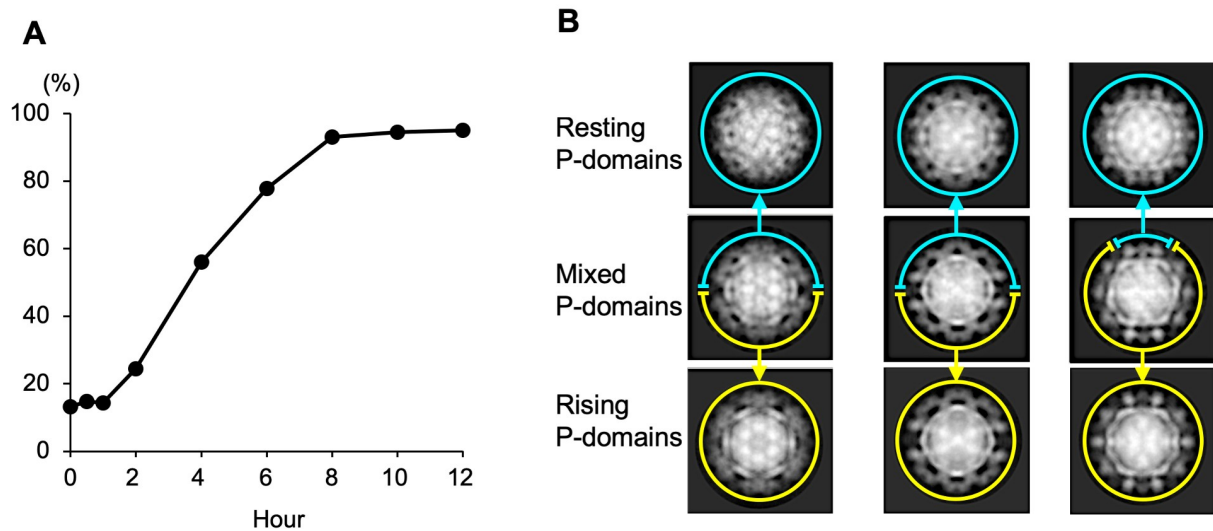 A
(%)
100
80
60
40
20
0
0 2 4 6 8 10 12
Hour
B
Resting
P-domains
Mixed
P-domains
Rising
P-domains